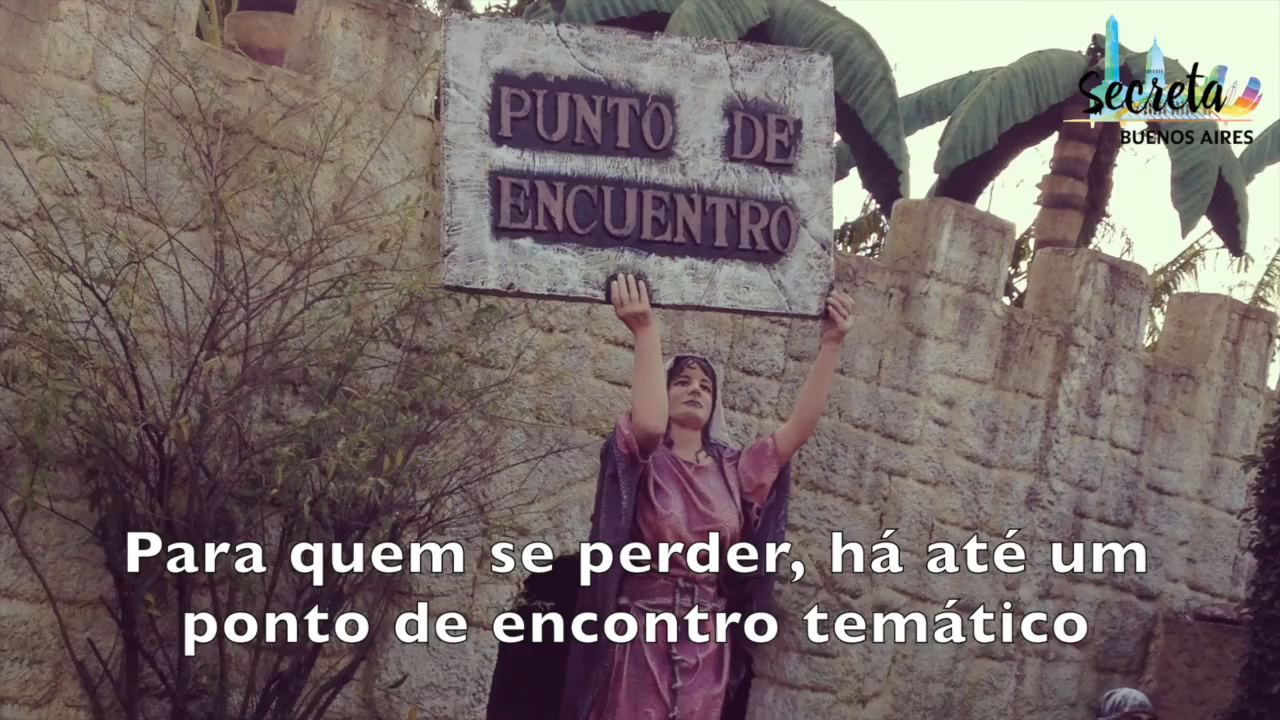 PUNTO DE
ENCUENTRO
Secreta
BUENOS AIRES
Para quem se perder, há até um
ponto de encontro temático